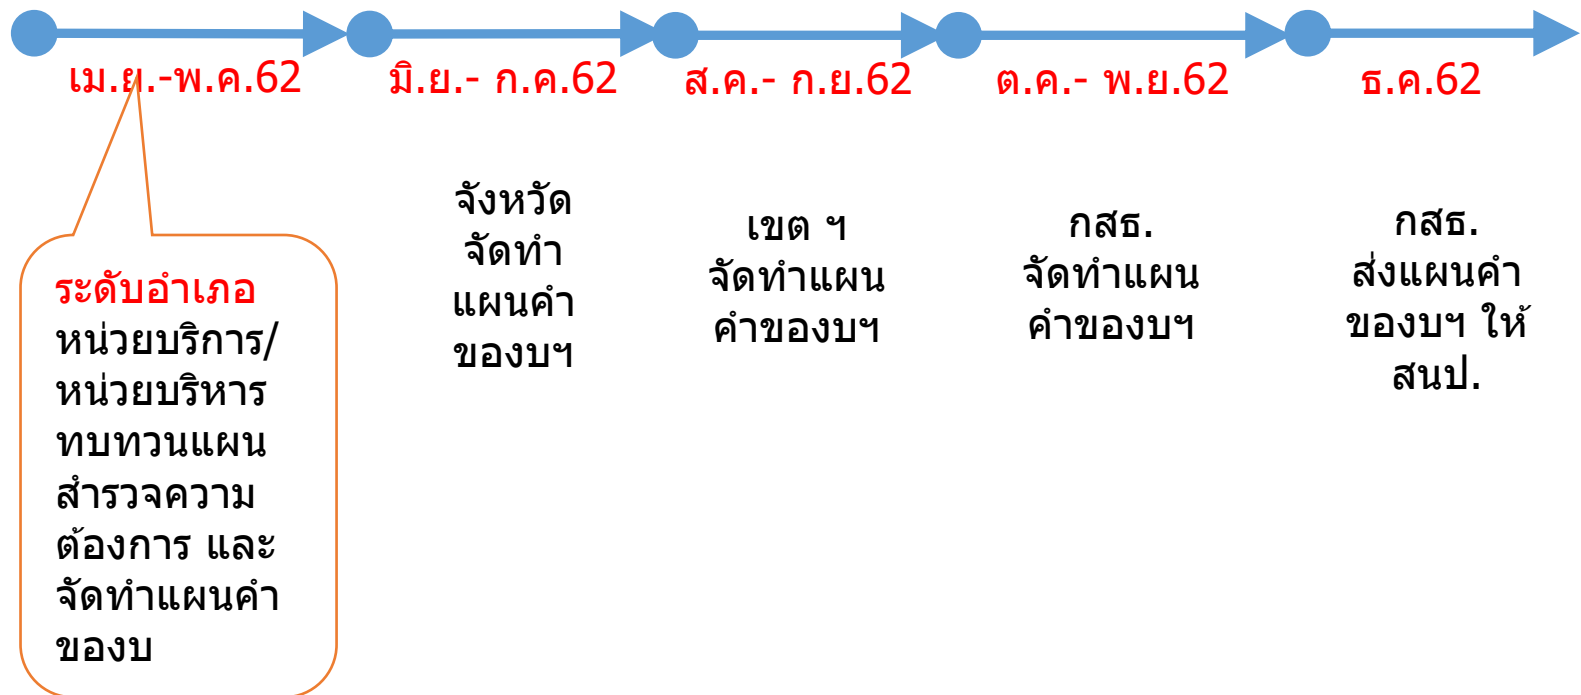 เม.ย.-พ.ค.62
มิ.ย.- ก.ค.62
ส.ค.- ก.ย.62
ต.ค.- พ.ย.62
ธ.ค.62
ระดับอำเภอ
หน่วยบริการ/
หน่วยบริหาร
ทบทวนแผน
สำรวจความ
ต้องการ และ
จัดทำแผนคำ
ของบ
จังหวัด
จัดทำ
แผนคำ
ของบฯ
เขต ฯ
จัดทำแผน
คำของบฯ
กสธ.
จัดทำแผน
คำของบฯ
กสธ.
ส่งแผนคำ
ของบฯ ให้
สนป.